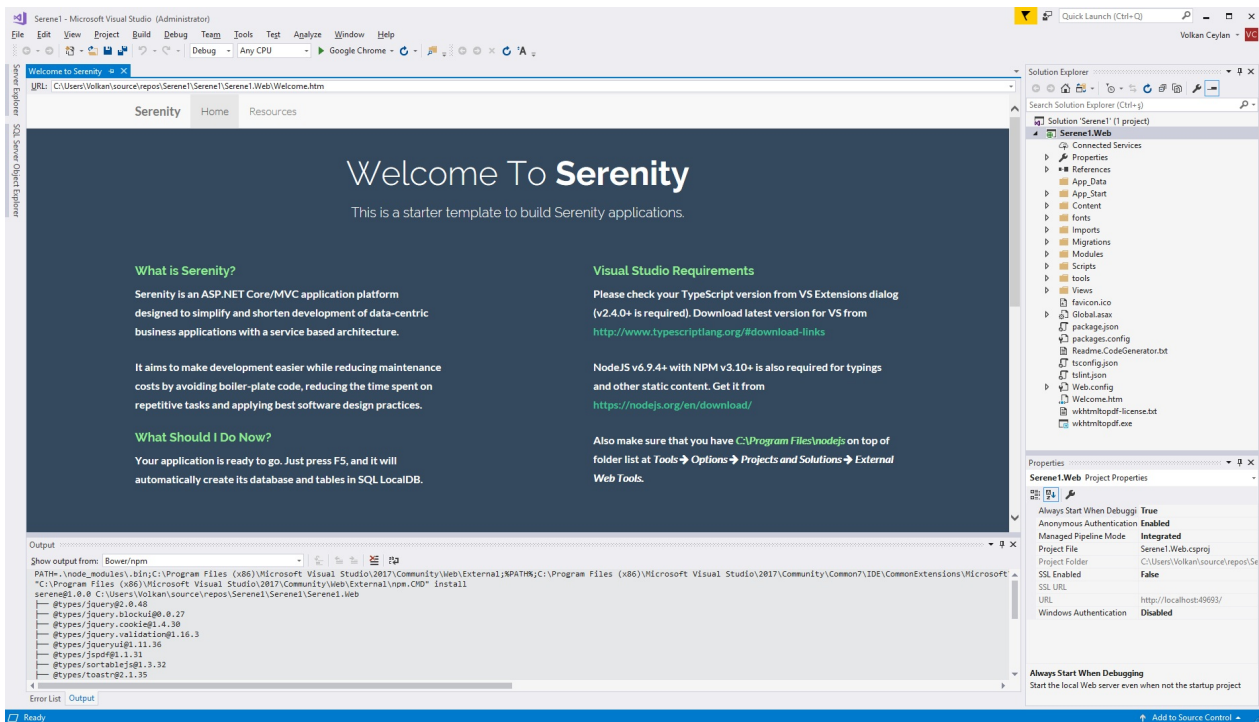 Serene1 - Microsoft Visual Studio (Administrator)
Quick Launch (Ctrl+Q)
File Edit View Project Build Debug Team Tools Test Analyze Window Help
Volkan Ceylan
VC
Debug
Any CPU
Google Chrome
Server Explorer
SQL Server Object Explorer
Welcome to Serenity
URL: C:\Users\Volkan\source\repos\Serene1\Serene1\Serene1.Web\Welcome.htm
Serenity Home Resources
Welcome To Serenity
This is a starter template to build Serenity applications.
What is Serenity?
Serenity is an ASP.NET Core/MVC application platform
designed to simplify and shorten development of data-centric
business applications with a service based architecture.
It aims to make development easier while reducing maintenance
costs by avoiding boiler-plate code, reducing the time spent on
repetitive tasks and applying best software design practices.
What Should I Do Now?
Your application is ready to go. Just press F5, and it will
automatically create its database and tables in SQL LocalDB.
Visual Studio Requirements
Please check your TypeScript version from VS Extensions dialog
(v2.4.0+ is required). Download latest version for VS from
http://www.typescriptlang.org/#download-links
NodeJS v6.9.4+ with NPM v3.10+ is also required for typings
and other static content. Get it from
https://nodejs.org/en/download/
Also make sure that you have C:\Program Files\nodejs on top of
folder list at Tools → Options → Projects and Solutions → External
Web Tools.
Output
Show output from: Bower/npm
PATH=.\node_modules\.bin;C:\Program Files (x86)\Microsoft Visual Studio\2017\Community\Web\External;%PATH%;C:\Program Files (x86)\Microsoft Visual Studio\2017\Community\Common7\IDE\CommonExtensions\Microsoft
"C:\Program Files (x86)\Microsoft Visual Studio\2017\Community\Web\External\npm.CMD" install
serene@1.0.0 C:\Users\Volkan\source\repos\Serene1\Serene1\Serene1.Web
├── @types/jquery@2.0.48
├── @types/jquery.blockui@0.0.27
├── @types/jquery.cookie@1.4.30
├── @types/jquery.validation@1.16.3
├── @types/jqueryui@1.11.36
├── @types/jspdf@1.1.31
├── @types/sortablejs@1.3.32
├── @types/toastr@2.1.35
Error List Output
Ready
Add to Source Control
Solution Explorer
Search Solution Explorer (Ctrl+ş)
Solution 'Serene1' (1 project)
Serene1.Web
Connected Services
Properties
References
App_Data
App_Start
Content
fonts
Imports
Migrations
Modules
Scripts
tools
Views
favicon.ico
Global.asax
package.json
packages.config
Readme.CodeGenerator.txt
tsconfig.json
tslint.json
Web.config
Welcome.htm
wkhtmltopdf-license.txt
wkhtmltopdf.exe
Properties
Serene1.Web Project Properties
Always Start When Debuggi True
Anonymous Authentication Enabled
Managed Pipeline Mode Integrated
Project File Serene1.Web.csproj
Project Folder C:\Users\Volkan\source\repos\Se
SSL Enabled False
SSL URL
URL http://localhost:49693/
Windows Authentication Disabled
Always Start When Debugging
Start the local Web server even when not the startup project